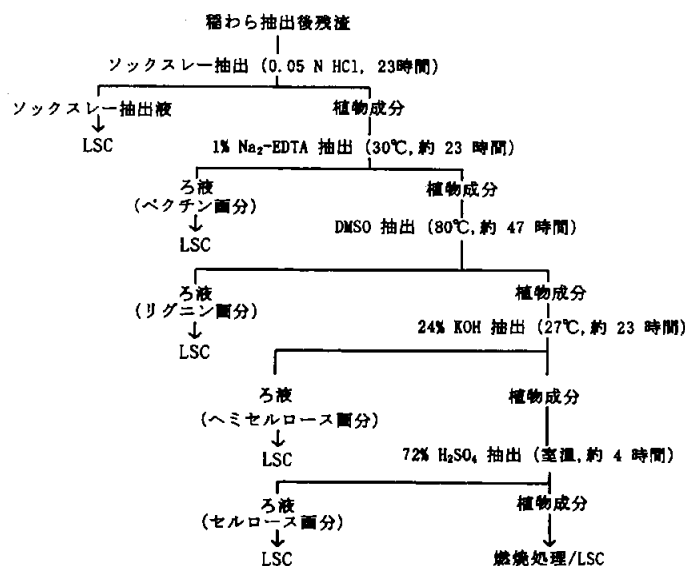 稲わら抽出後残渣
ソックスレー抽出 (0.05 N HCl, 23時間)
ソックスレー抽出液
植物成分
LSC
1% Na₂-EDTA 抽出 (30℃,約 23 時間)
ろ液
(ペクチン画分)
植物成分
LSC
DMSO 抽出 (80℃,約 47 時間)
ろ液
(リグニン画分)
植物成分
LSC
24% KOH 抽出 (27℃,約 23 時間)
ろ液
(ヘミセルロース画分)
植物成分
LSC
72% H₂SO₄ 抽出 (室温,約 4 時間)
ろ液
(セルロース画分)
植物成分
LSC
燃焼処理/LSC